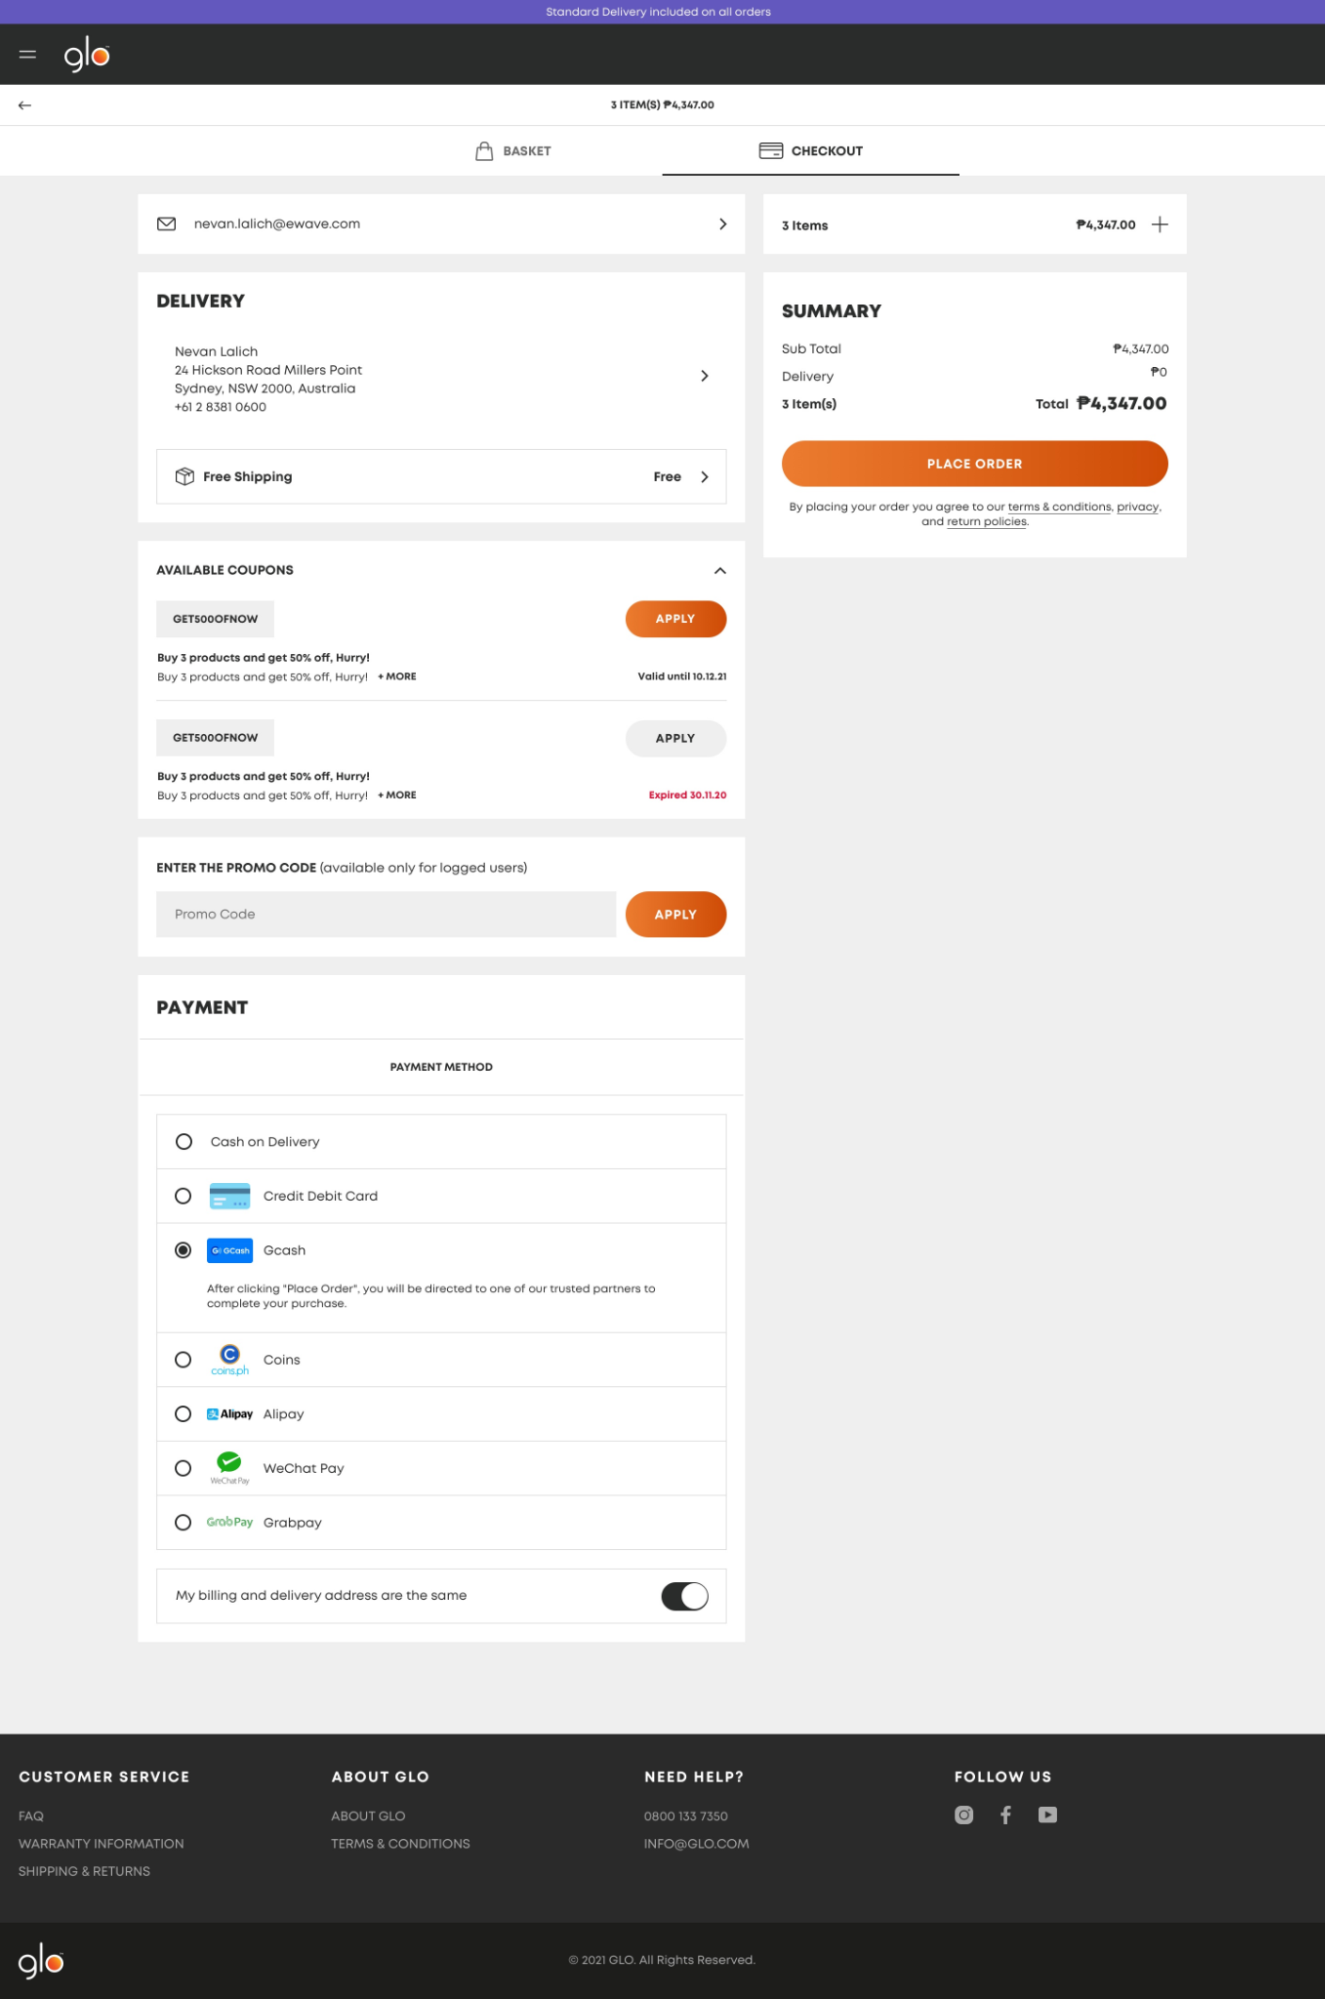 Standard Delivery included on all orders
glo
3 ITEM(S) ₱4,347.00
BASKET
CHECKOUT
nevan.lalich@ewave.com
3 Items ₱4,347.00
DELIVERY
Nevan Lalich
24 Hickson Road Millers Point
Sydney, NSW 2000, Australia
+61 2 8381 0600
Free Shipping Free
SUMMARY
Sub Total ₱4,347.00
Delivery ₱0
3 Item(s) Total ₱4,347.00
PLACE ORDER
By placing your order you agree to our terms & conditions, privacy,
and return policies.
AVAILABLE COUPONS
GET500OFNOW APPLY
Buy 3 products and get 50% off, Hurry!
Buy 3 products and get 50% off, Hurry! + MORE Valid until 10.12.21
GET500OFNOW APPLY
Buy 3 products and get 50% off, Hurry!
Buy 3 products and get 50% off, Hurry! + MORE Expired 30.11.20
ENTER THE PROMO CODE (available only for logged users)
Promo Code APPLY
PAYMENT
PAYMENT METHOD
Cash on Delivery
Credit Debit Card
GCash Gcash
After clicking "Place Order", you will be directed to one of our trusted partners to
complete your purchase.
coins.ph Coins
Alipay Alipay
WeChat Pay WeChat Pay
GrabPay Grabpay
My billing and delivery address are the same
CUSTOMER SERVICE
FAQ
WARRANTY INFORMATION
SHIPPING & RETURNS
ABOUT GLO
ABOUT GLO
TERMS & CONDITIONS
NEED HELP?
0800 133 7350
INFO@GLO.COM
FOLLOW US
glo
© 2021 GLO. All Rights Reserved.